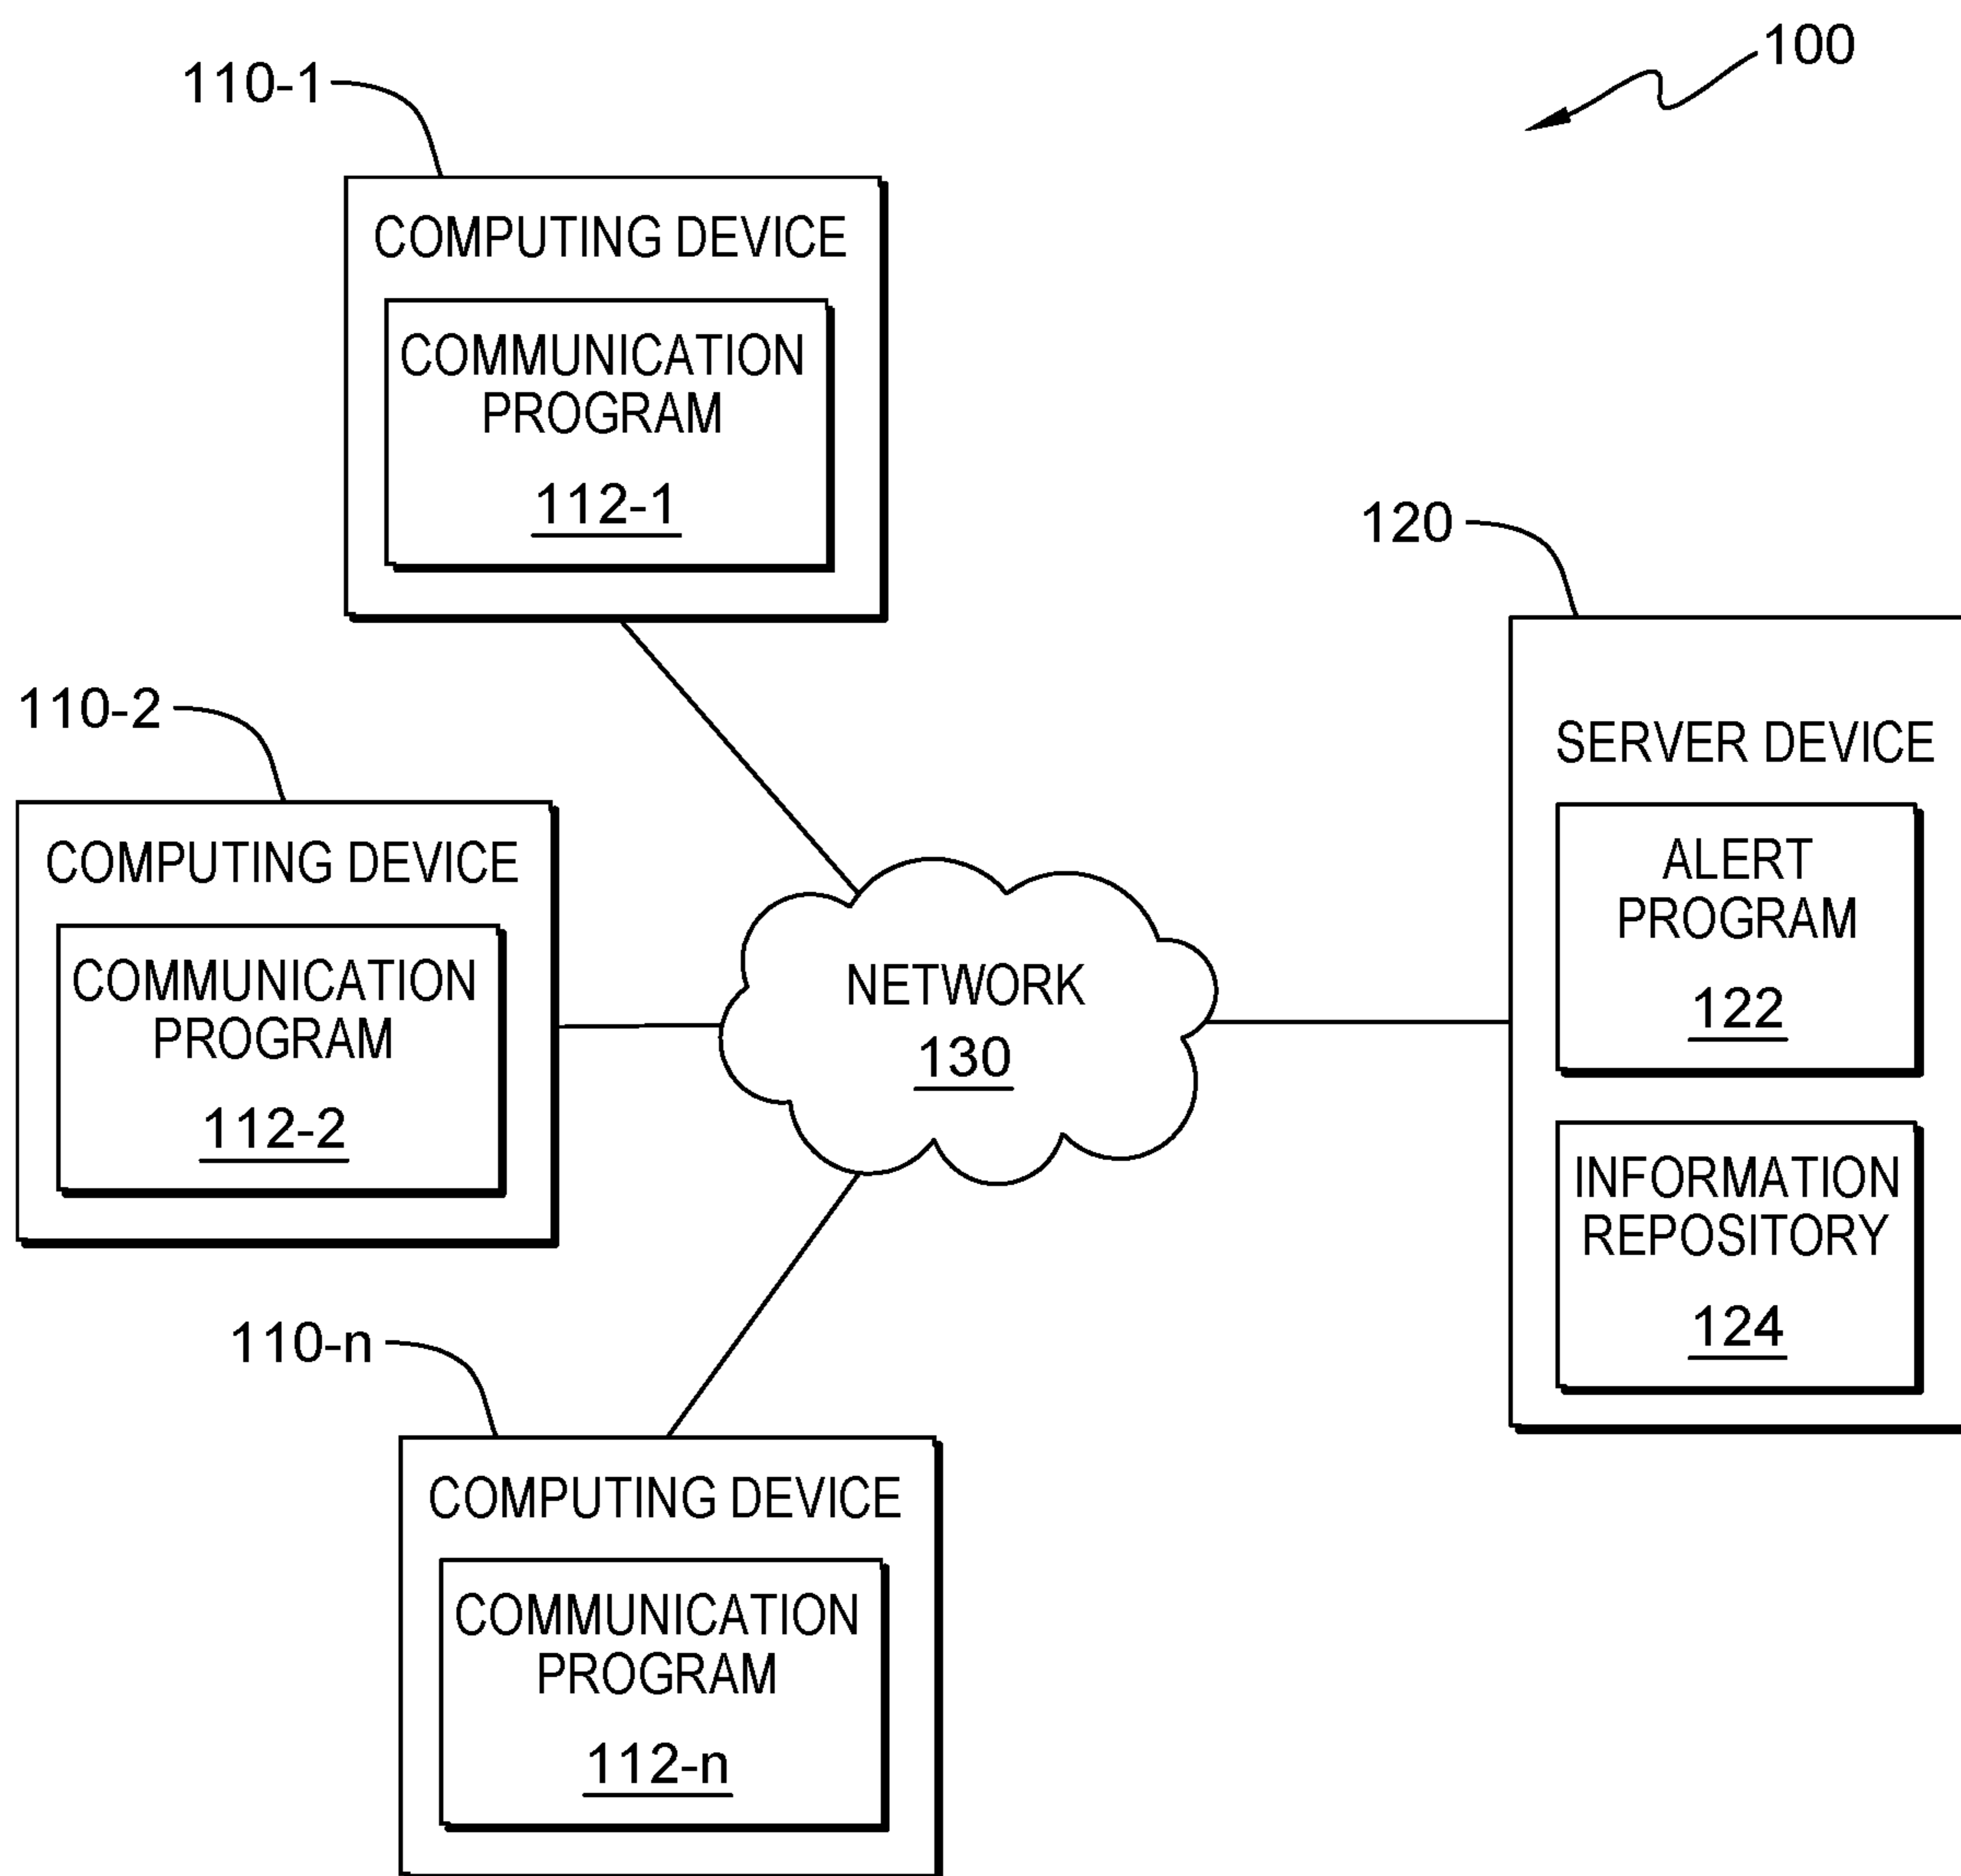 100
110-1
COMPUTING DEVICE
COMMUNICATION
PROGRAM
112-1
120
SERVER DEVICE
ALERT
PROGRAM
122
INFORMATION
REPOSITORY
124
110-2
COMPUTING DEVICE
COMMUNICATION
PROGRAM
112-2
NETWORK
130
110-n
COMPUTING DEVICE
COMMUNICATION
PROGRAM
112-n